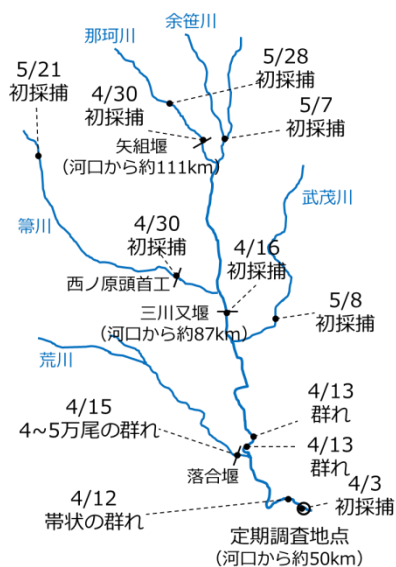 余笹川
那珂川
5/28
初採捕
5/21
初採捕
4/30
初採捕
5/7
初採捕
矢組堰
（河口から約111km）
武茂川
箒川
4/30
初採捕
4/16
初採捕
西ノ原頭首工
三川又堰
（河口から約87km）
5/8
初採捕
荒川
4/13
群れ
4/15
4~5万尾の群れ
4/13
群れ
落合堰
4/3
初採捕
4/12
帯状の群れ
定期調査地点
（河口から約50km）